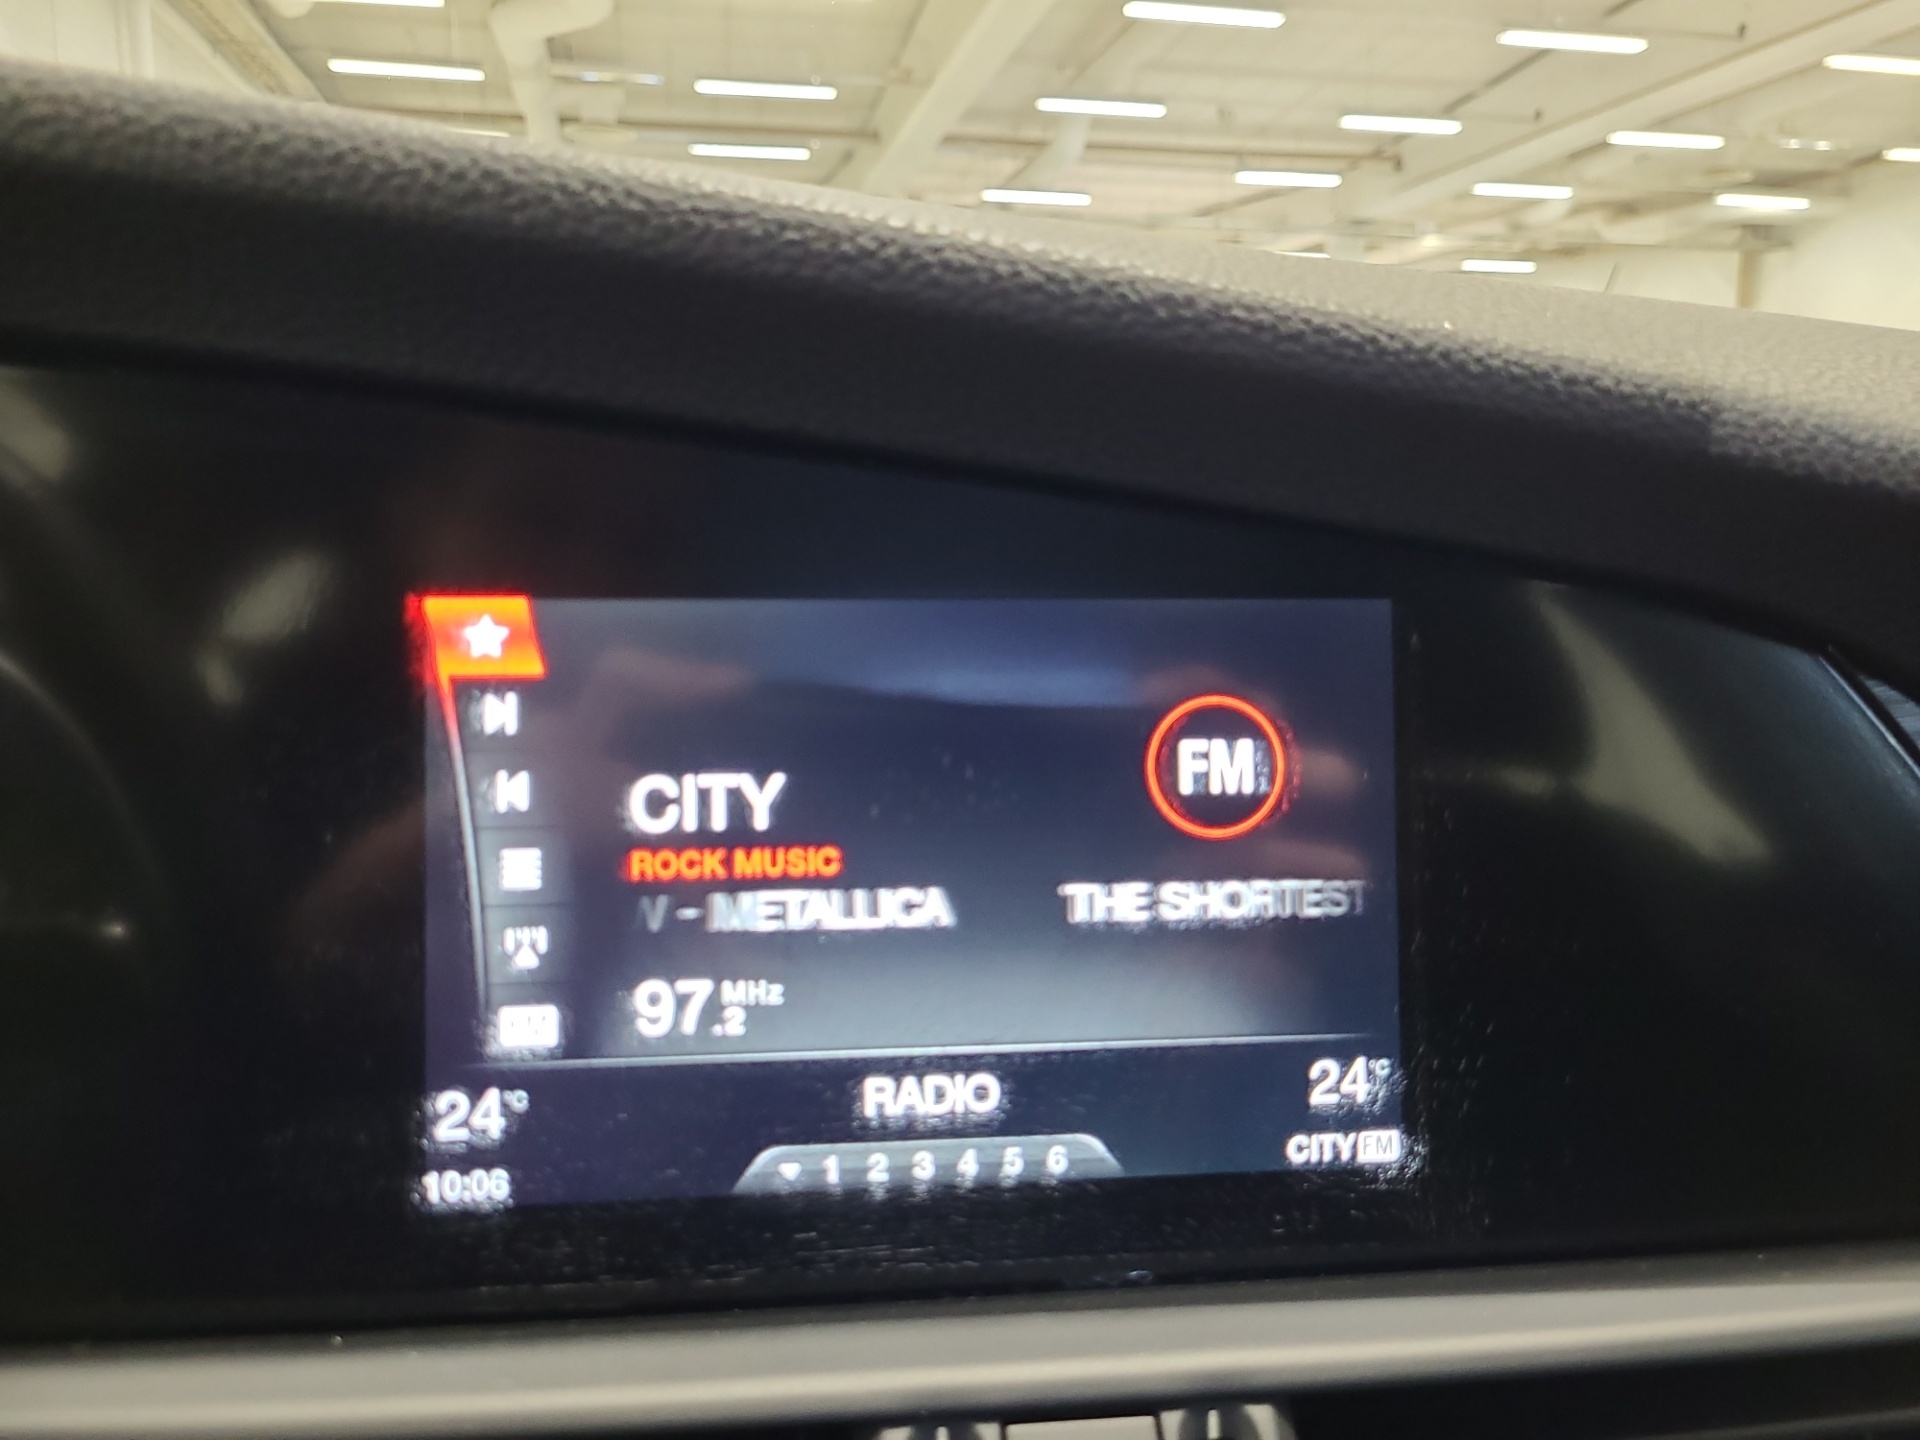 CITY
FM
ROCK MUSIC
- METALLICA THE SHORTEST
97.2 MHz
24°C RADIO 24°C
10:06 1 2 3 4 5 6 CITY FM